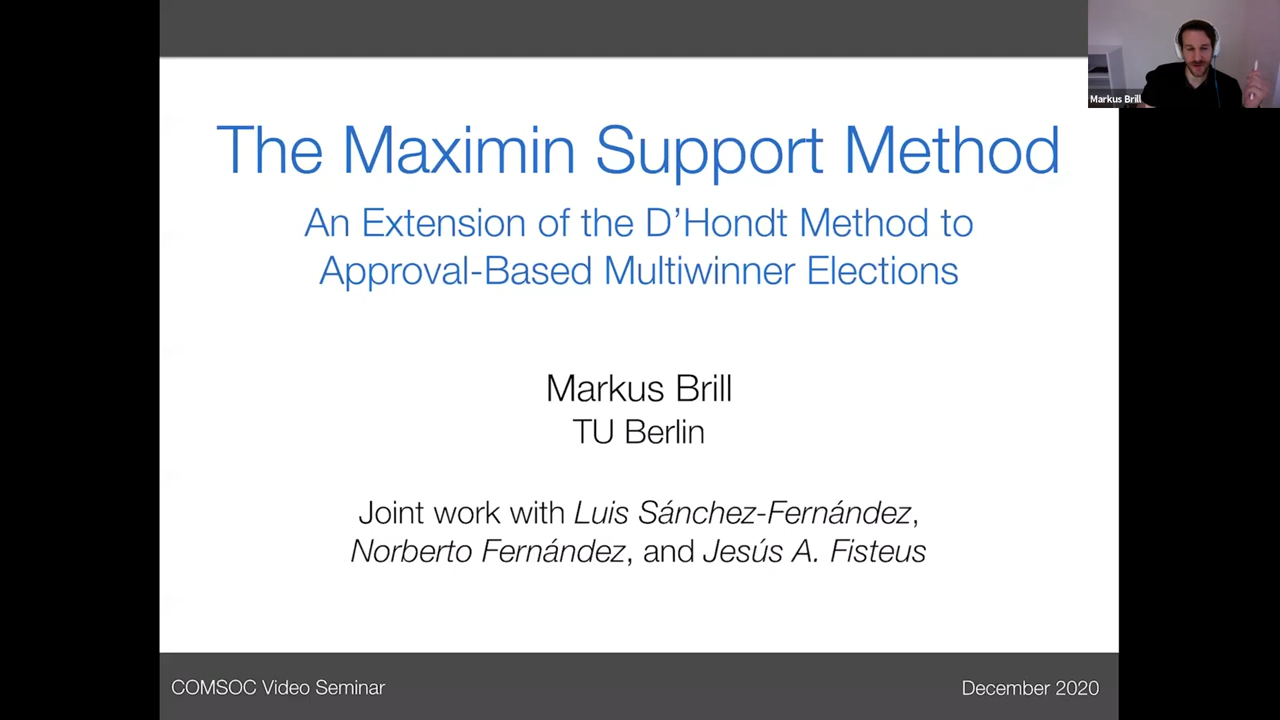 Markus Brill
The Maximin Support Method
An Extension of the D'Hondt Method to
Approval-Based Multiwinner Elections
Markus Brill
TU Berlin
Joint work with Luis Sánchez-Fernández,
Norberto Fernández, and Jesús A. Fisteus
COMSOC Video Seminar
December 2020